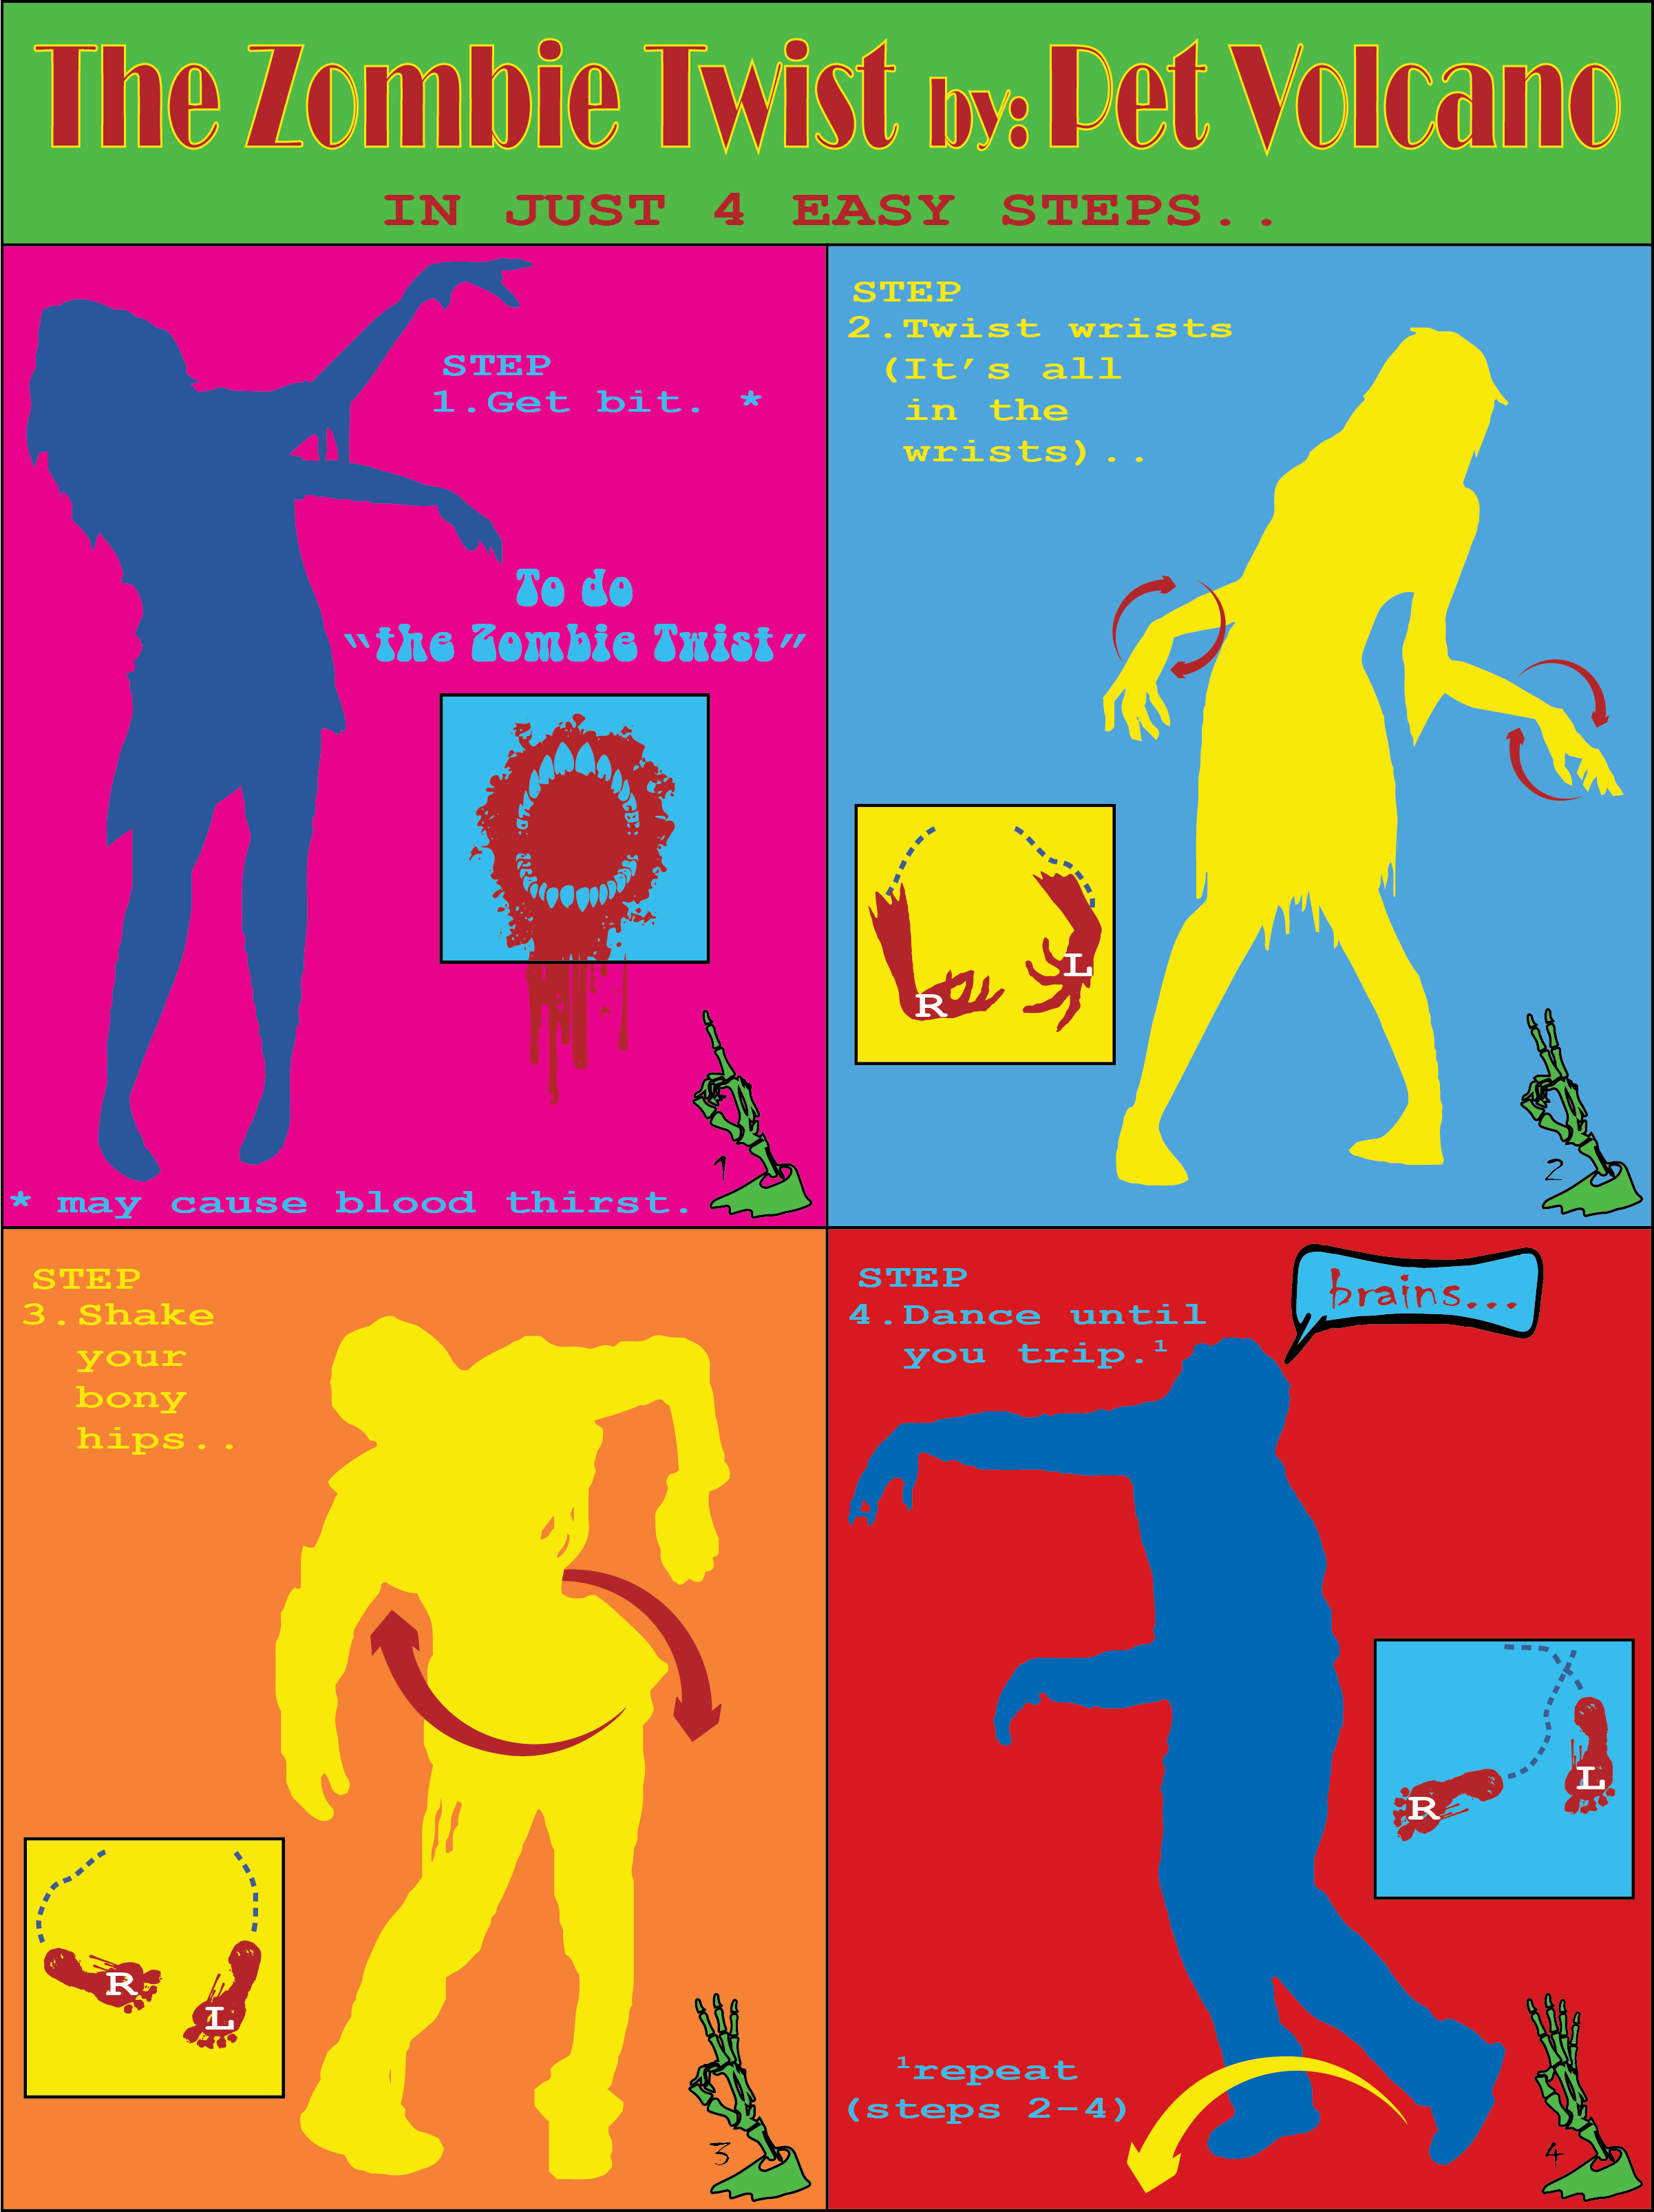 The Zombie Twist by: Pet Volcano
IN JUST 4 EASY STEPS..
STEP
1.Get bit. *
To do
"the Zombie Twist"
1
* may cause blood thirst.
STEP
2.Twist wrists
(It's all
in the
wrists)..
R
L
2
STEP
3.Shake
your
bony
hips..
R
L
3
STEP
4.Dance until
you trip.¹
brains...
L
R
¹repeat
(steps 2-4)
4